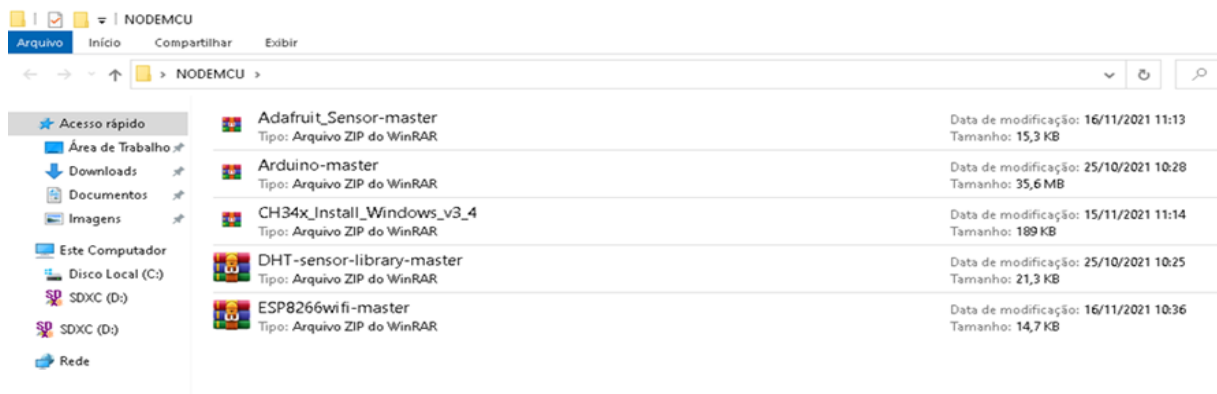 NODEMCU
Arquivo Início Compartilhar Exibir
NODEMCU
Acesso rápido
Área de Trabalho
Downloads
Documentos
Imagens
Este Computador
Disco Local (C:)
SDXC (D:)
SDXC (D:)
Rede
Adafruit_Sensor-master
Tipo: Arquivo ZIP do WinRAR
Data de modificação: 16/11/2021 11:13
Tamanho: 15,3 KB
Arduino-master
Tipo: Arquivo ZIP do WinRAR
Data de modificação: 25/10/2021 10:28
Tamanho: 35,6 MB
CH34x_Install_Windows_v3_4
Tipo: Arquivo ZIP do WinRAR
Data de modificação: 15/11/2021 11:14
Tamanho: 189 KB
DHT-sensor-library-master
Tipo: Arquivo ZIP do WinRAR
Data de modificação: 25/10/2021 10:25
Tamanho: 21,3 KB
ESP8266wifi-master
Tipo: Arquivo ZIP do WinRAR
Data de modificação: 16/11/2021 10:36
Tamanho: 14,7 KB